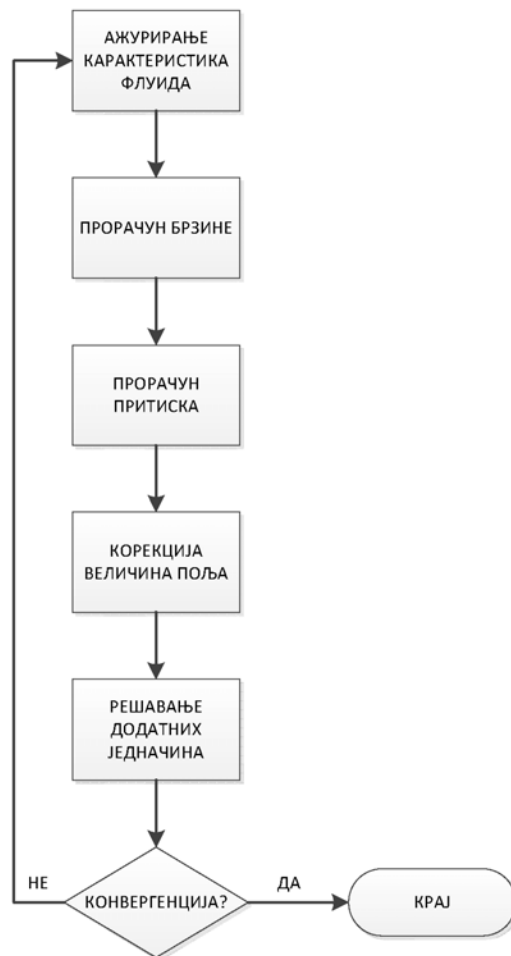 АЖУРИРАЊЕ
КАРАКТЕРИСТИКА
ФЛУИДА
ПРОРАЧУН БРЗИНЕ
ПРОРАЧУН
ПРИТИСКА
КОРЕКЦИЈА
ВЕЛИЧИНА ПОЉА
РЕШАВАЊЕ
ДОДАТНИХ
ЈЕДНАЧИНА
НЕ
КОНВЕРГЕНЦИЈА?
ДА
КРАЈ